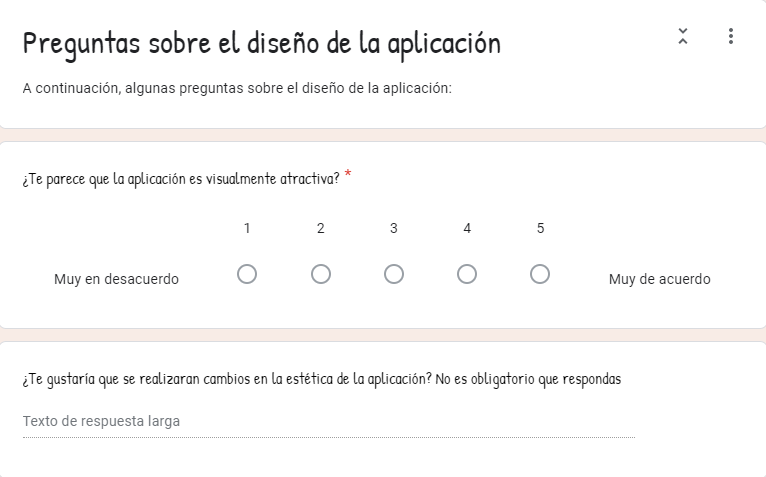 Preguntas sobre el diseño de la aplicación
A continuación, algunas preguntas sobre el diseño de la aplicación:
¿Te parece que la aplicación es visualmente atractiva? *
1 2 3 4 5
Muy en desacuerdo Muy de acuerdo
¿Te gustaría que se realizaran cambios en la estética de la aplicación? No es obligatorio que respondas
Texto de respuesta larga